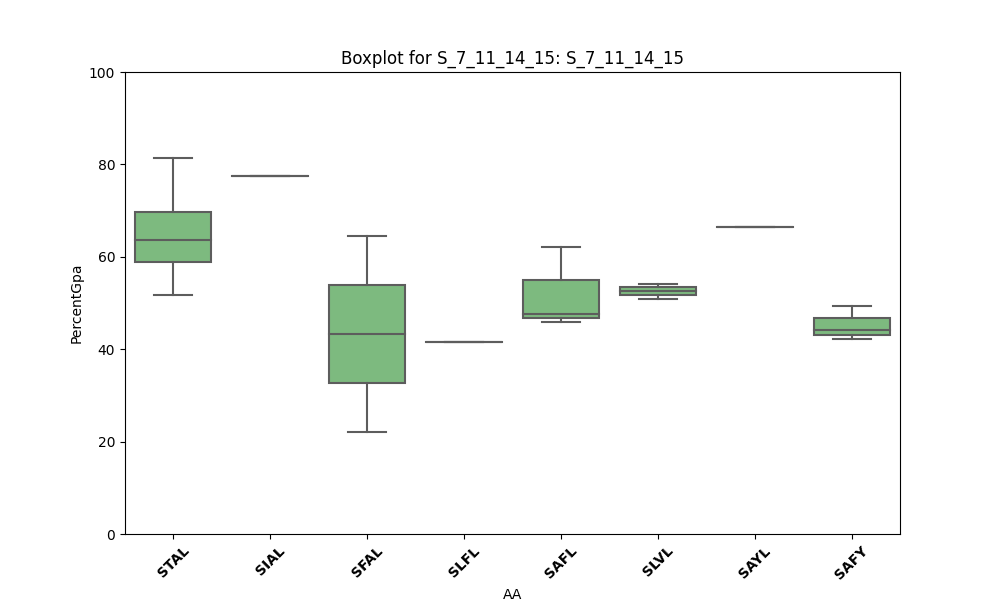 Boxplot for S_7_11_14_15: S_7_11_14_15
PercentGpa
100
80
60
40
20
0
STAL
SIAL
SFAL
SLFL
SAFL
SLVL
SAYL
SAFY
AA